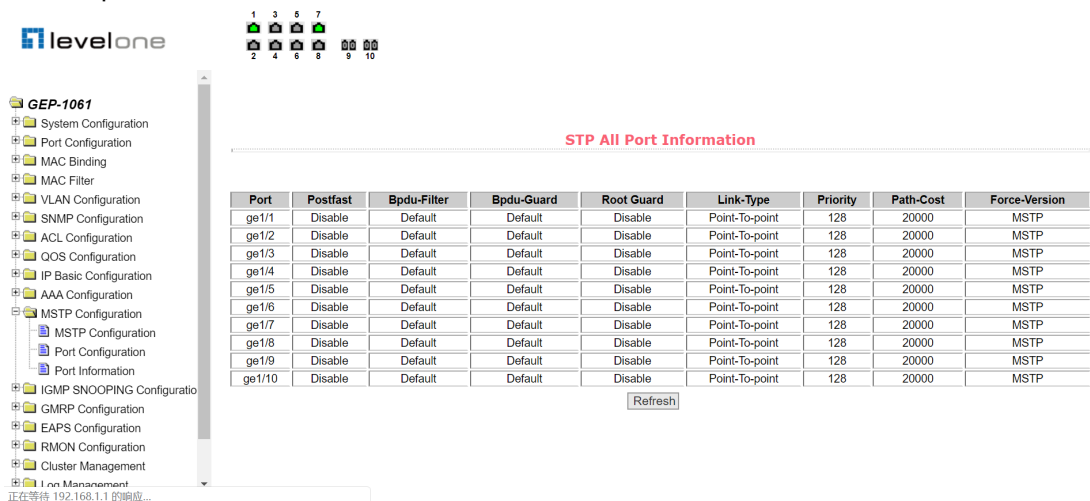 1 3 5 7
levelone
2 4 6 8 9 10
GEP-1061
System Configuration
Port Configuration
MAC Binding
MAC Filter
VLAN Configuration
SNMP Configuration
ACL Configuration
QOS Configuration
IP Basic Configuration
AAA Configuration
MSTP Configuration
MSTP Configuration
Port Configuration
Port Information
IGMP SNOOPING Configuratio
GMRP Configuration
EAPS Configuration
RMON Configuration
Cluster Management
Log Management
STP All Port Information
Port Postfast Bpdu-Filter Bpdu-Guard Root Guard Link-Type Priority Path-Cost Force-Version
ge1/1 Disable Default Default Disable Point-To-point 128 20000 MSTP
ge1/2 Disable Default Default Disable Point-To-point 128 20000 MSTP
ge1/3 Disable Default Default Disable Point-To-point 128 20000 MSTP
ge1/4 Disable Default Default Disable Point-To-point 128 20000 MSTP
ge1/5 Disable Default Default Disable Point-To-point 128 20000 MSTP
ge1/6 Disable Default Default Disable Point-To-point 128 20000 MSTP
ge1/7 Disable Default Default Disable Point-To-point 128 20000 MSTP
ge1/8 Disable Default Default Disable Point-To-point 128 20000 MSTP
ge1/9 Disable Default Default Disable Point-To-point 128 20000 MSTP
ge1/10 Disable Default Default Disable Point-To-point 128 20000 MSTP
Refresh
正在等待 192.168.1.1 的响应...